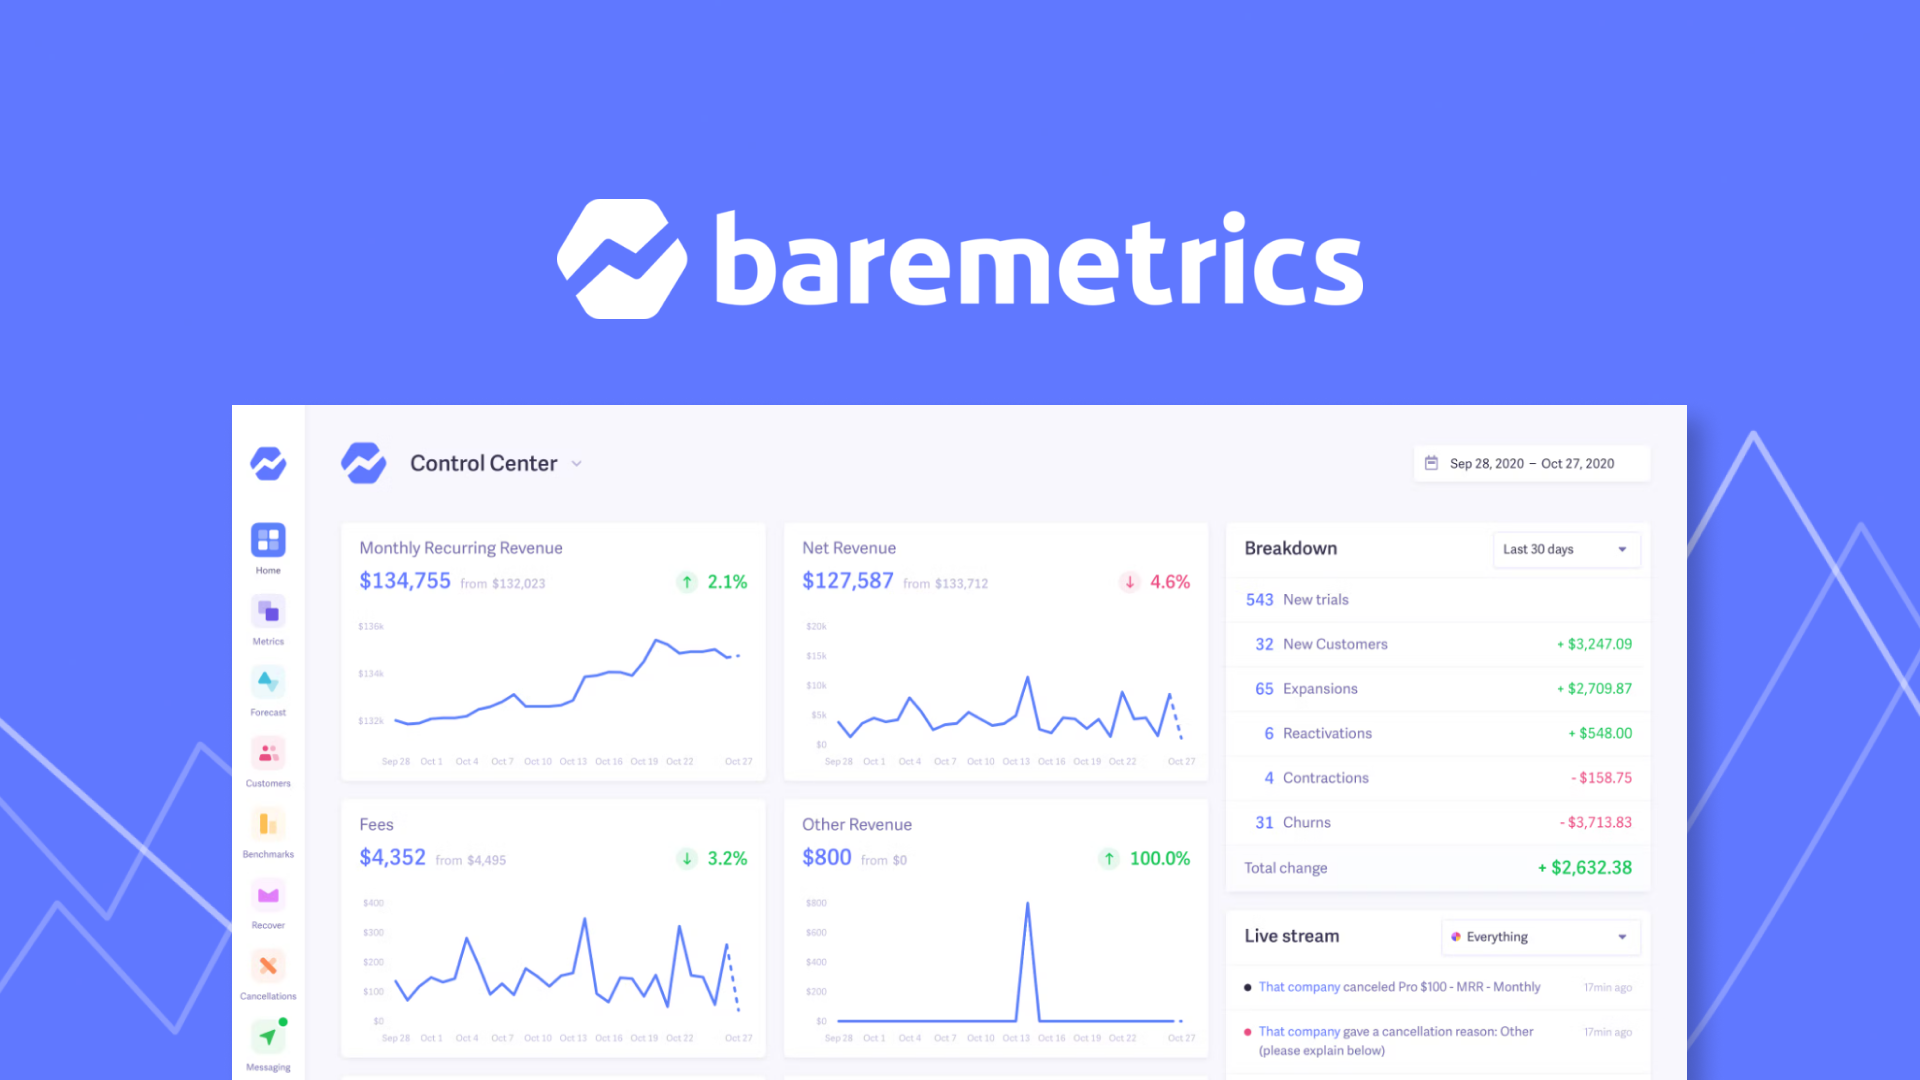 baremetrics
Control Center
Sep 28, 2020 – Oct 27, 2020
Home
Metrics
Forecast
Customers
Benchmarks
Recover
Cancellations
Messaging
Monthly Recurring Revenue
$134,755 from $132,023 ↑ 2.1%
$136k
$134k
$132k
Sep 28 Oct 1 Oct 4 Oct 7 Oct 10 Oct 13 Oct 16 Oct 19 Oct 22 Oct 27
Net Revenue
$127,587 from $133,712 ↓ 4.6%
$20k
$15k
$10k
$5k
$0
Sep 28 Oct 1 Oct 4 Oct 7 Oct 10 Oct 13 Oct 16 Oct 19 Oct 22 Oct 27
Fees
$4,352 from $4,495 ↓ 3.2%
$400
$300
$200
$100
$0
Sep 28 Oct 1 Oct 4 Oct 7 Oct 10 Oct 13 Oct 16 Oct 19 Oct 22 Oct 27
Other Revenue
$800 from $0 ↑ 100.0%
$800
$600
$400
$200
$0
Sep 28 Oct 1 Oct 4 Oct 7 Oct 10 Oct 13 Oct 16 Oct 19 Oct 22 Oct 27
Breakdown
Last 30 days
543 New trials
32 New Customers + $3,247.09
65 Expansions + $2,709.87
6 Reactivations + $548.00
4 Contractions - $158.75
31 Churns - $3,713.83
Total change + $2,632.38
Live stream
Everything
That company canceled Pro $100 - MRR - Monthly 17min ago
That company gave a cancellation reason: Other 17min ago
(please explain below)